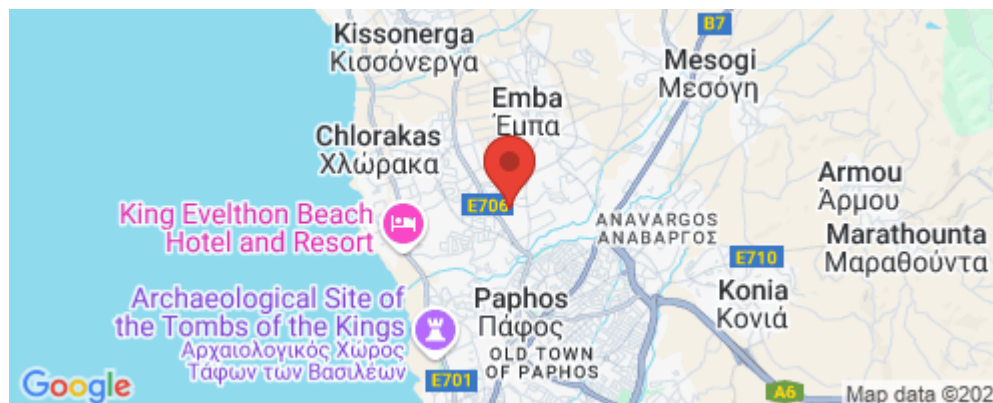 B7
Kissonerga
Κισσόνεργα
Mesogi
Μεσόγη
Emba
Έμπα
Chlorakas
Χλώρακα
Armou
Άρμου
E706
King Evelthon Beach
Hotel and Resort
ANAVARGOS
ΑΝΑΒΑΡΓΟΣ
Marathounta
Μαραθούντα
E710
Konia
Κονιά
Paphos
Πάφος
Archaeological Site of
the Tombs of the Kings
Αρχαιολογικός Χώρος
Τάφων των Βασιλέων
OLD TOWN
OF PAPHOS
E701
A6
Google
Map data ©202